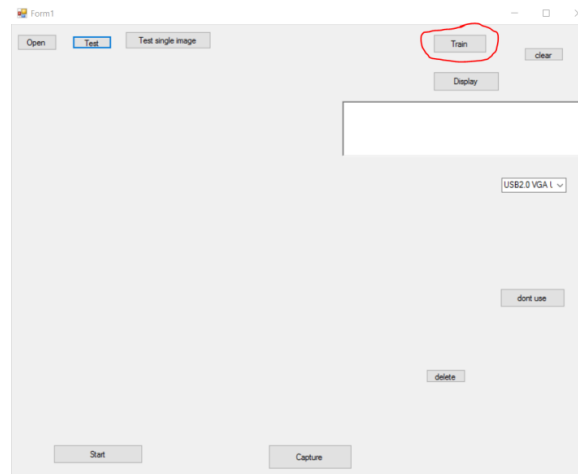 Form1
Open
Test
Test single image
Train
clear
Display
USB2.0 VGA U
dont use
delete
Start
Capture